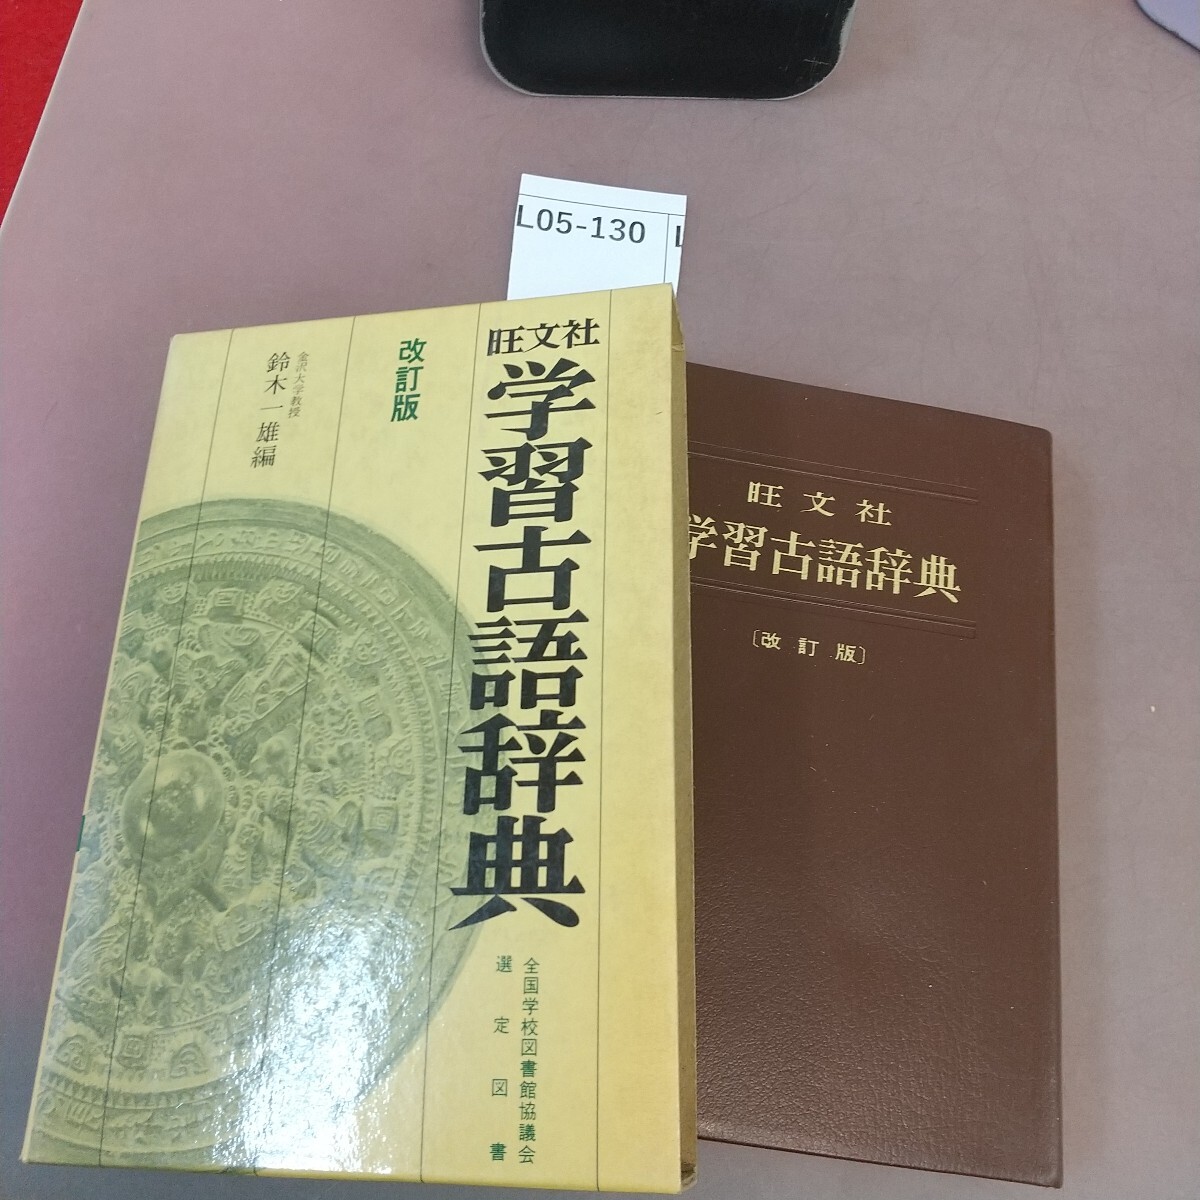 L05-130
旺文社
学習古語辞典
改訂版
金沢大学教授
鈴木一雄編
全国学校図書館協議会
選定図書
旺文社
学習古語辞典
〔改訂版〕